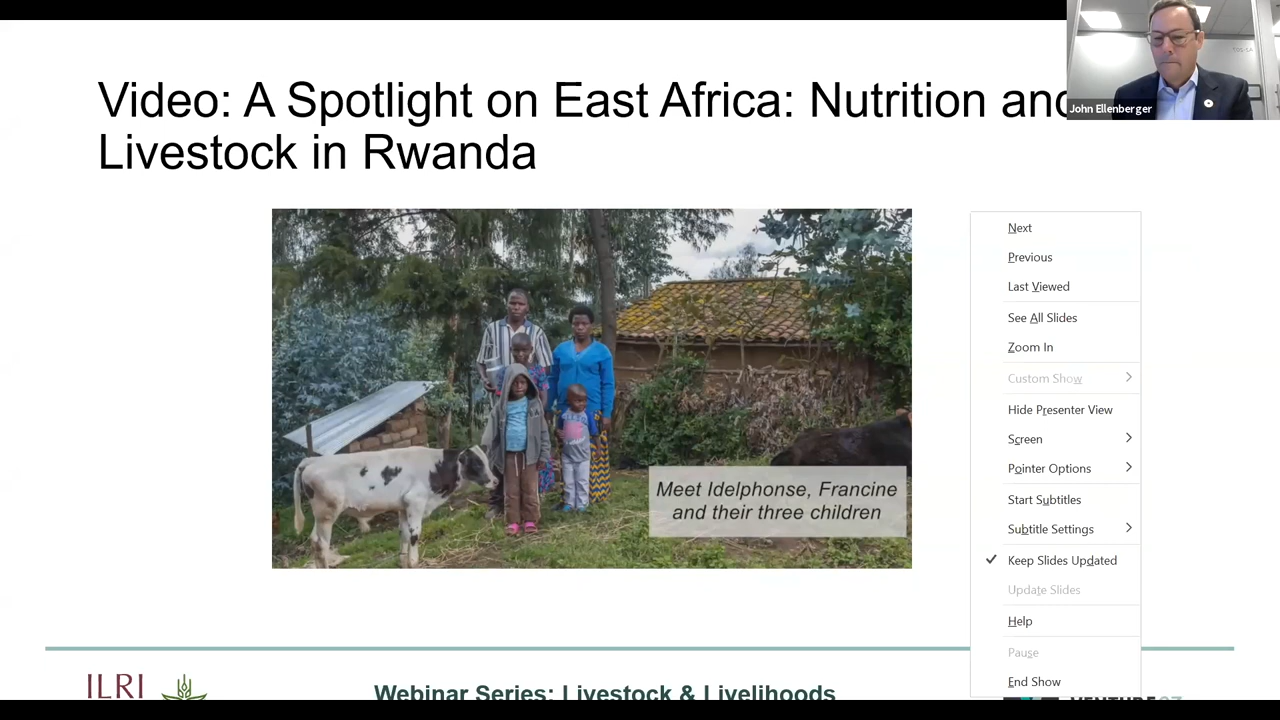 Video: A Spotlight on East Africa: Nutrition and
Livestock in Rwanda
John Ellenberger
Meet Idelphonse, Francine
and their three children
Next
Previous
Last Viewed
See All Slides
Zoom In
Custom Show
Hide Presenter View
Screen
Pointer Options
Start Subtitles
Subtitle Settings
Keep Slides Updated
Update Slides
Help
Pause
End Show
ILRI
Webinar Series: Livestock & Livelihoods
VENTURE37